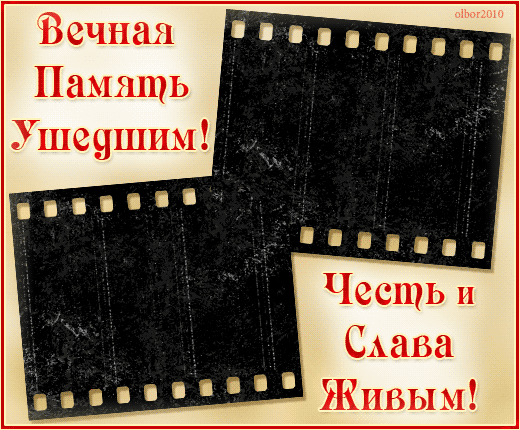 olbor2010
Вечная
Память
Ушедшим!
Честь и
Слава
Живым!